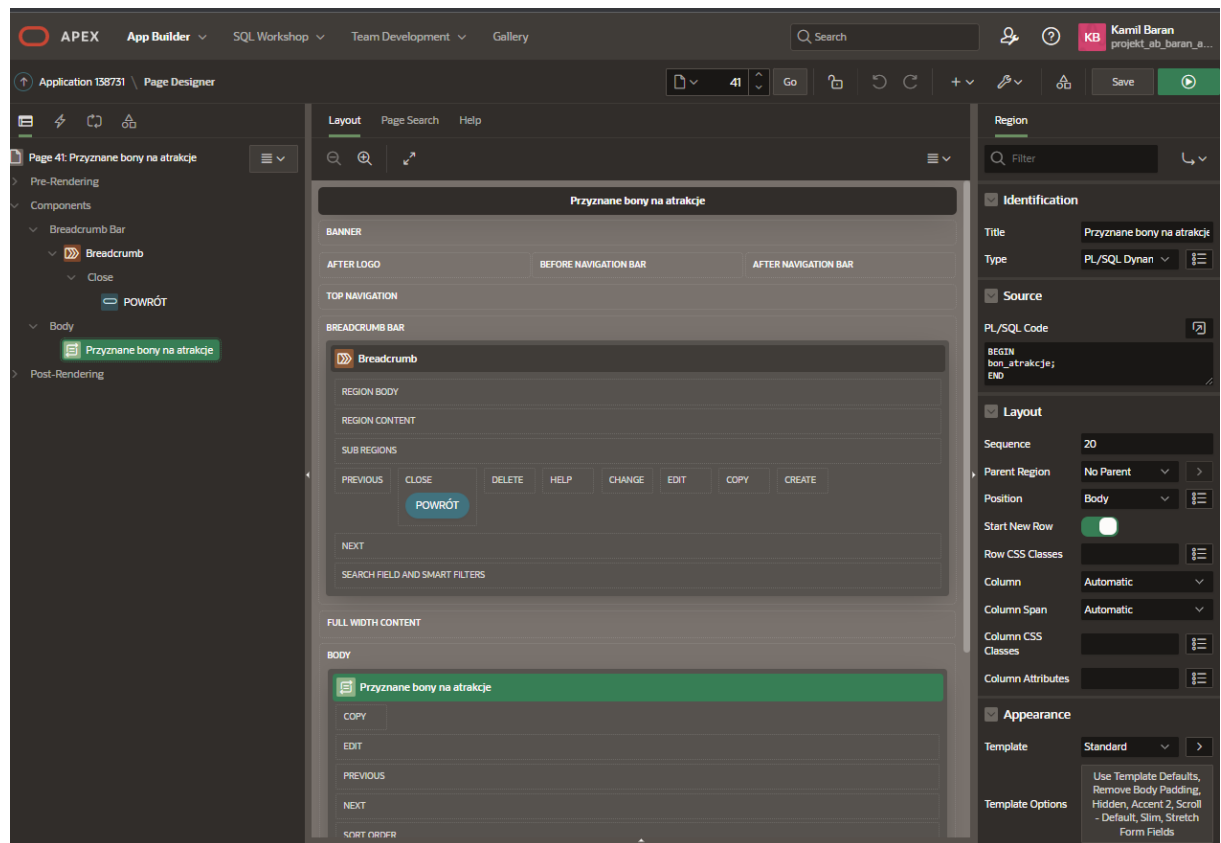 APEX App Builder SQL Workshop Team Development Gallery Search KB Kamil Baran
projekt_ab_baran_a...
Application 138731 \ Page Designer 41 Go Save
Layout Page Search Help
Region
Page 41: Przyznane bony na atrakcje
Pre-Rendering
Components
Breadcrumb Bar
Breadcrumb
Close
POWRÓT
Body
Przyznane bony na atrakcje
Post-Rendering
Przyznane bony na atrakcje
BANNER
AFTER LOGO BEFORE NAVIGATION BAR AFTER NAVIGATION BAR
TOP NAVIGATION
BREADCRUMB BAR
Breadcrumb
REGION BODY
REGION CONTENT
SUB REGIONS
PREVIOUS CLOSE DELETE HELP CHANGE EDIT COPY CREATE
POWRÓT
NEXT
SEARCH FIELD AND SMART FILTERS
FULL WIDTH CONTENT
BODY
Przyznane bony na atrakcje
COPY
EDIT
PREVIOUS
NEXT
SORT ORDER
Filter
Identification
Title Przyznane bony na atrakcje
Type PL/SQL Dynan
Source
PL/SQL Code
BEGIN
bon_atrakcje;
END
Layout
Sequence 20
Parent Region No Parent
Position Body
Start New Row
Row CSS Classes
Column Automatic
Column Span Automatic
Column CSS
Classes
Column Attributes
Appearance
Template Standard
Template Options Use Template Defaults,
Remove Body Padding,
Hidden, Accent 2, Scroll
- Default, Slim, Stretch
Form Fields